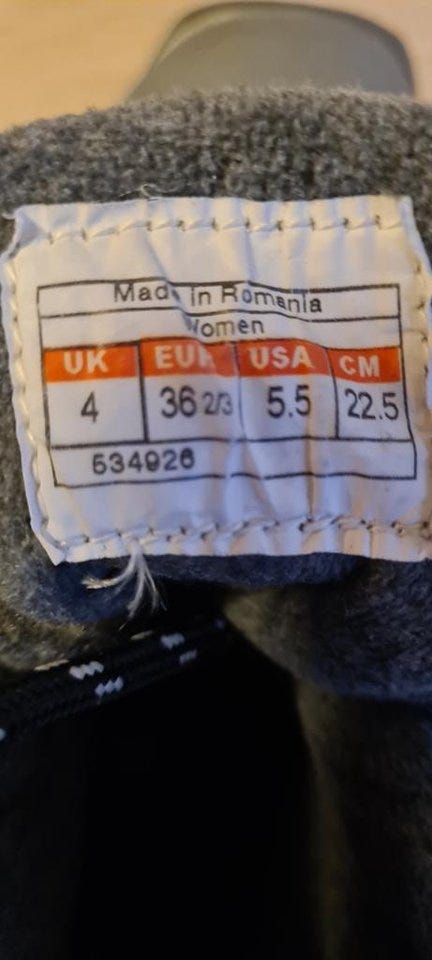 Made in Romania
Women
UK EUR USA CM
4 36 2/3 5.5 22.5
534926